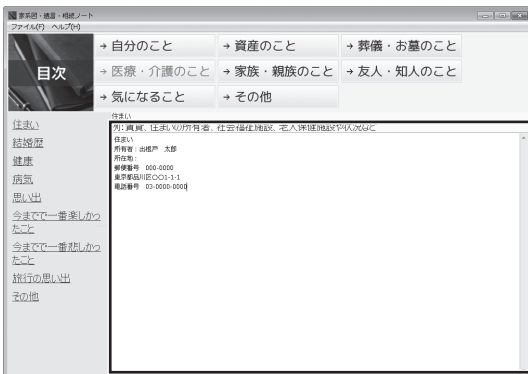 家系図・遺言・相続ノート
ファイル(F) ヘルプ(H)
目次
→ 自分のこと → 資産のこと → 葬儀・お墓のこと
→ 医療・介護のこと → 家族・親族のこと → 友人・知人のこと
→ 気になること → その他
住まい
結婚歴
健康
病気
思い出
今までで一番楽しかっ
たこと
今までで一番悲しかっ
たこと
旅行の思い出
その他
住まい
例：賃貸、住まいの所有者、社会福祉施設、老人保健施設や状況など
住まい
所有者：出根戸　太郎
所在地：
郵便番号　000-0000
東京都品川区〇〇1-1-1
電話番号　03-0000-0000